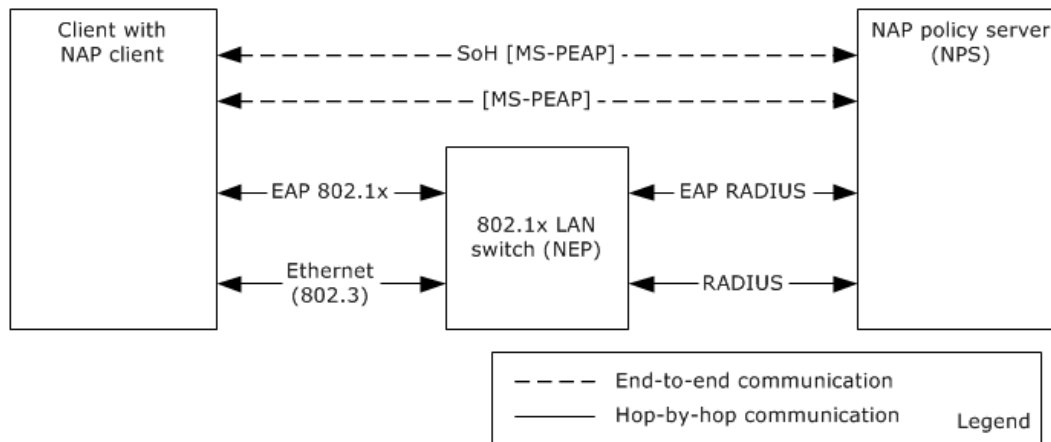 Client with
NAP client
NAP policy server
(NPS)
SoH [MS-PEAP]
[MS-PEAP]
EAP 802.1x
EAP RADIUS
802.1x LAN
switch (NEP)
Ethernet
(802.3)
RADIUS
End-to-end communication
Hop-by-hop communication
Legend